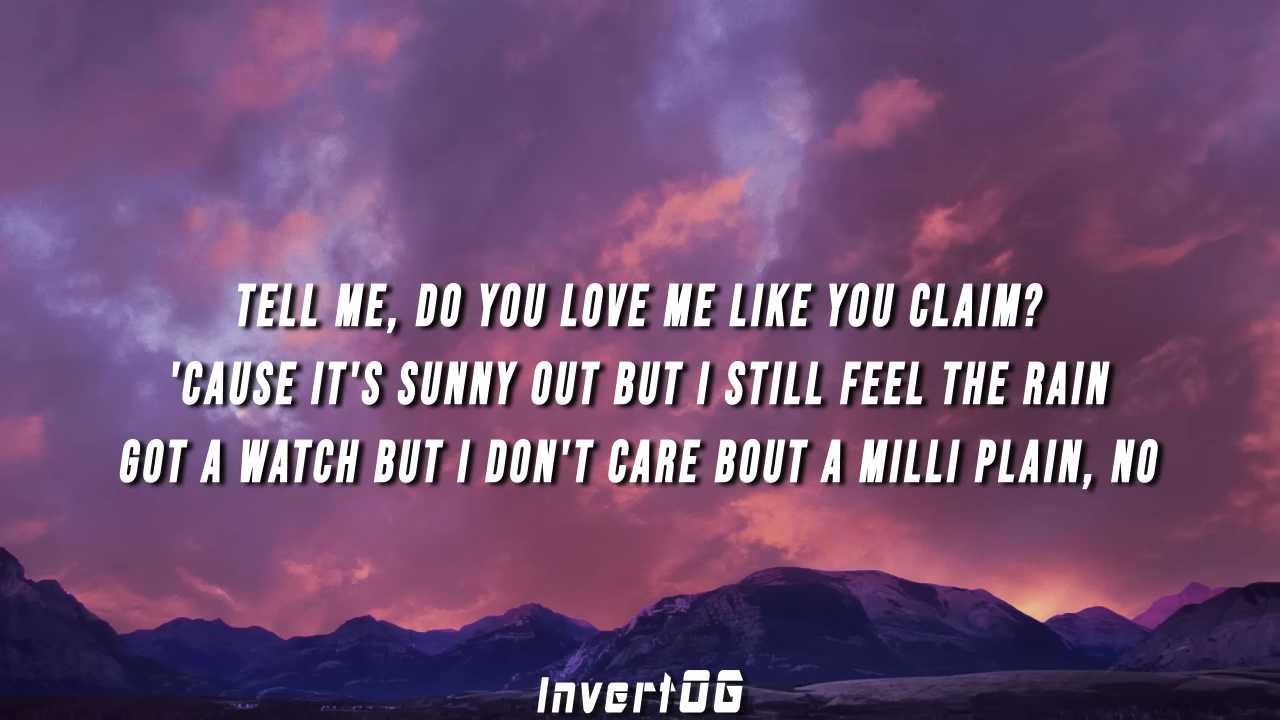 TELL ME, DO YOU LOVE ME LIKE YOU CLAIM?
'CAUSE IT'S SUNNY OUT BUT I STILL FEEL THE RAIN
GOT A WATCH BUT I DON'T CARE BOUT A MILLI PLAIN, NO
InvertOG